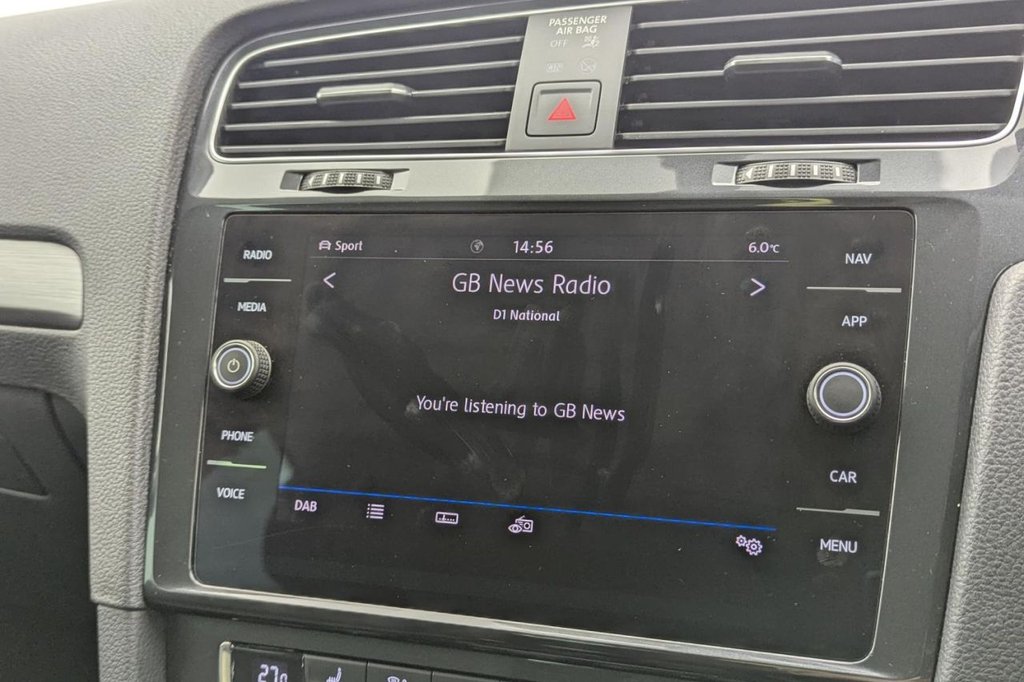 PASSENGER
AIR BAG
OFF
ON
RADIO
MEDIA
PHONE
VOICE
Sport 14:56 6.0°C
< GB News Radio >
D1 National
You're listening to GB News
DAB
NAV
APP
CAR
MENU